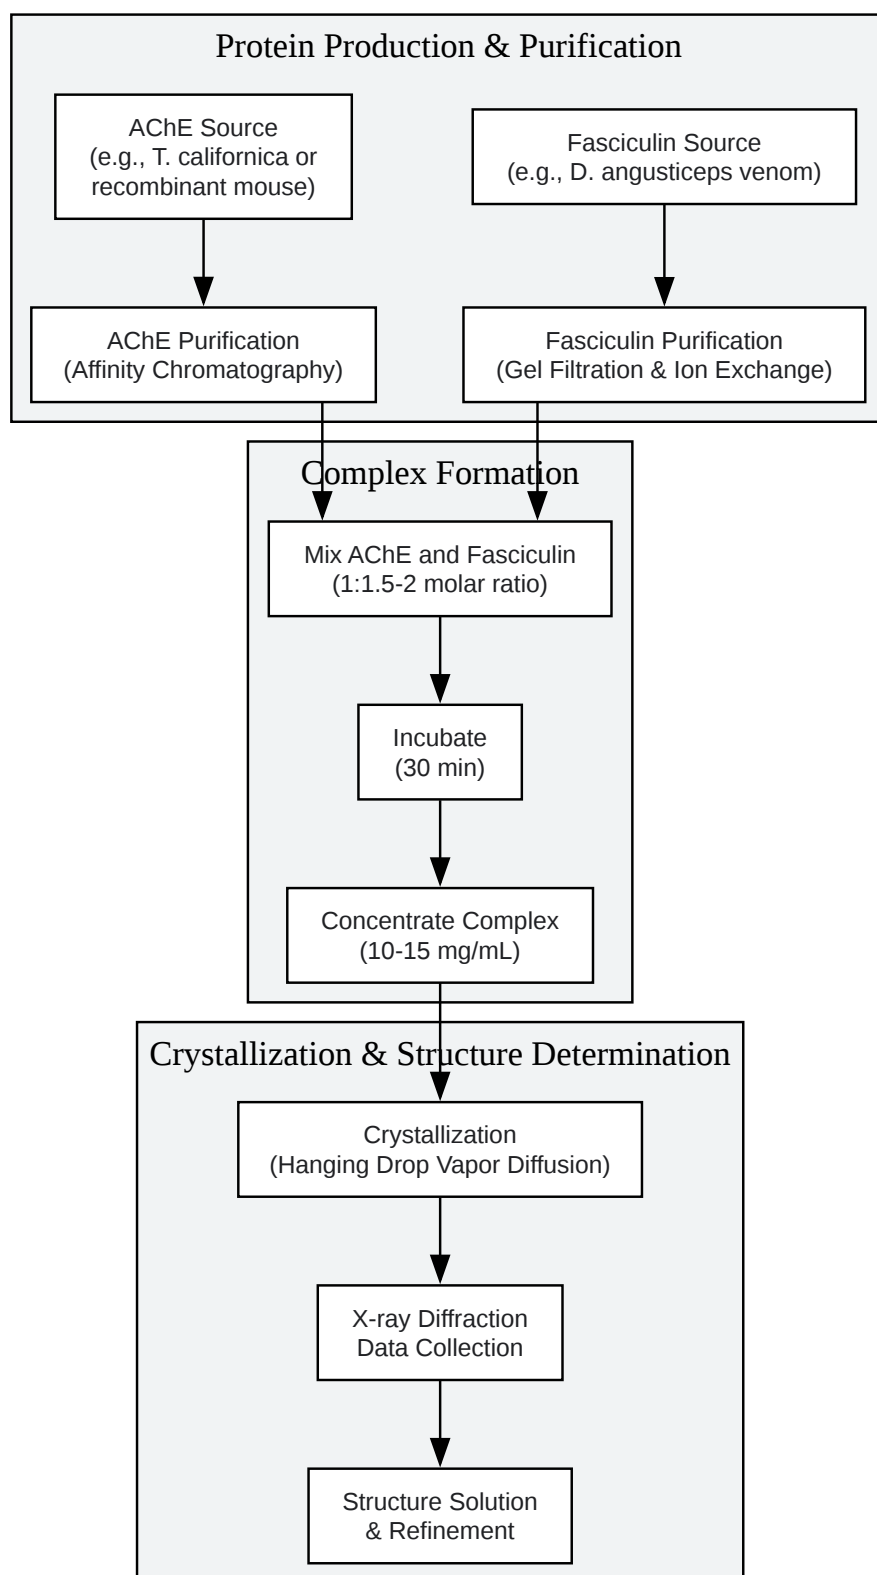 Protein Production & Purification
AChE Source
(e.g., T. californica or
recombinant mouse)
Fasciculin Source
(e.g., D. angusticeps venom)
AChE Purification
(Affinity Chromatography)
Fasciculin Purification
(Gel Filtration & Ion Exchange)
Complex Formation
Mix AChE and Fasciculin
(1:1.5-2 molar ratio)
Incubate
(30 min)
Concentrate Complex
(10-15 mg/mL)
Crystallization & Structure Determination
Crystallization
(Hanging Drop Vapor Diffusion)
X-ray Diffraction
Data Collection
Structure Solution
& Refinement